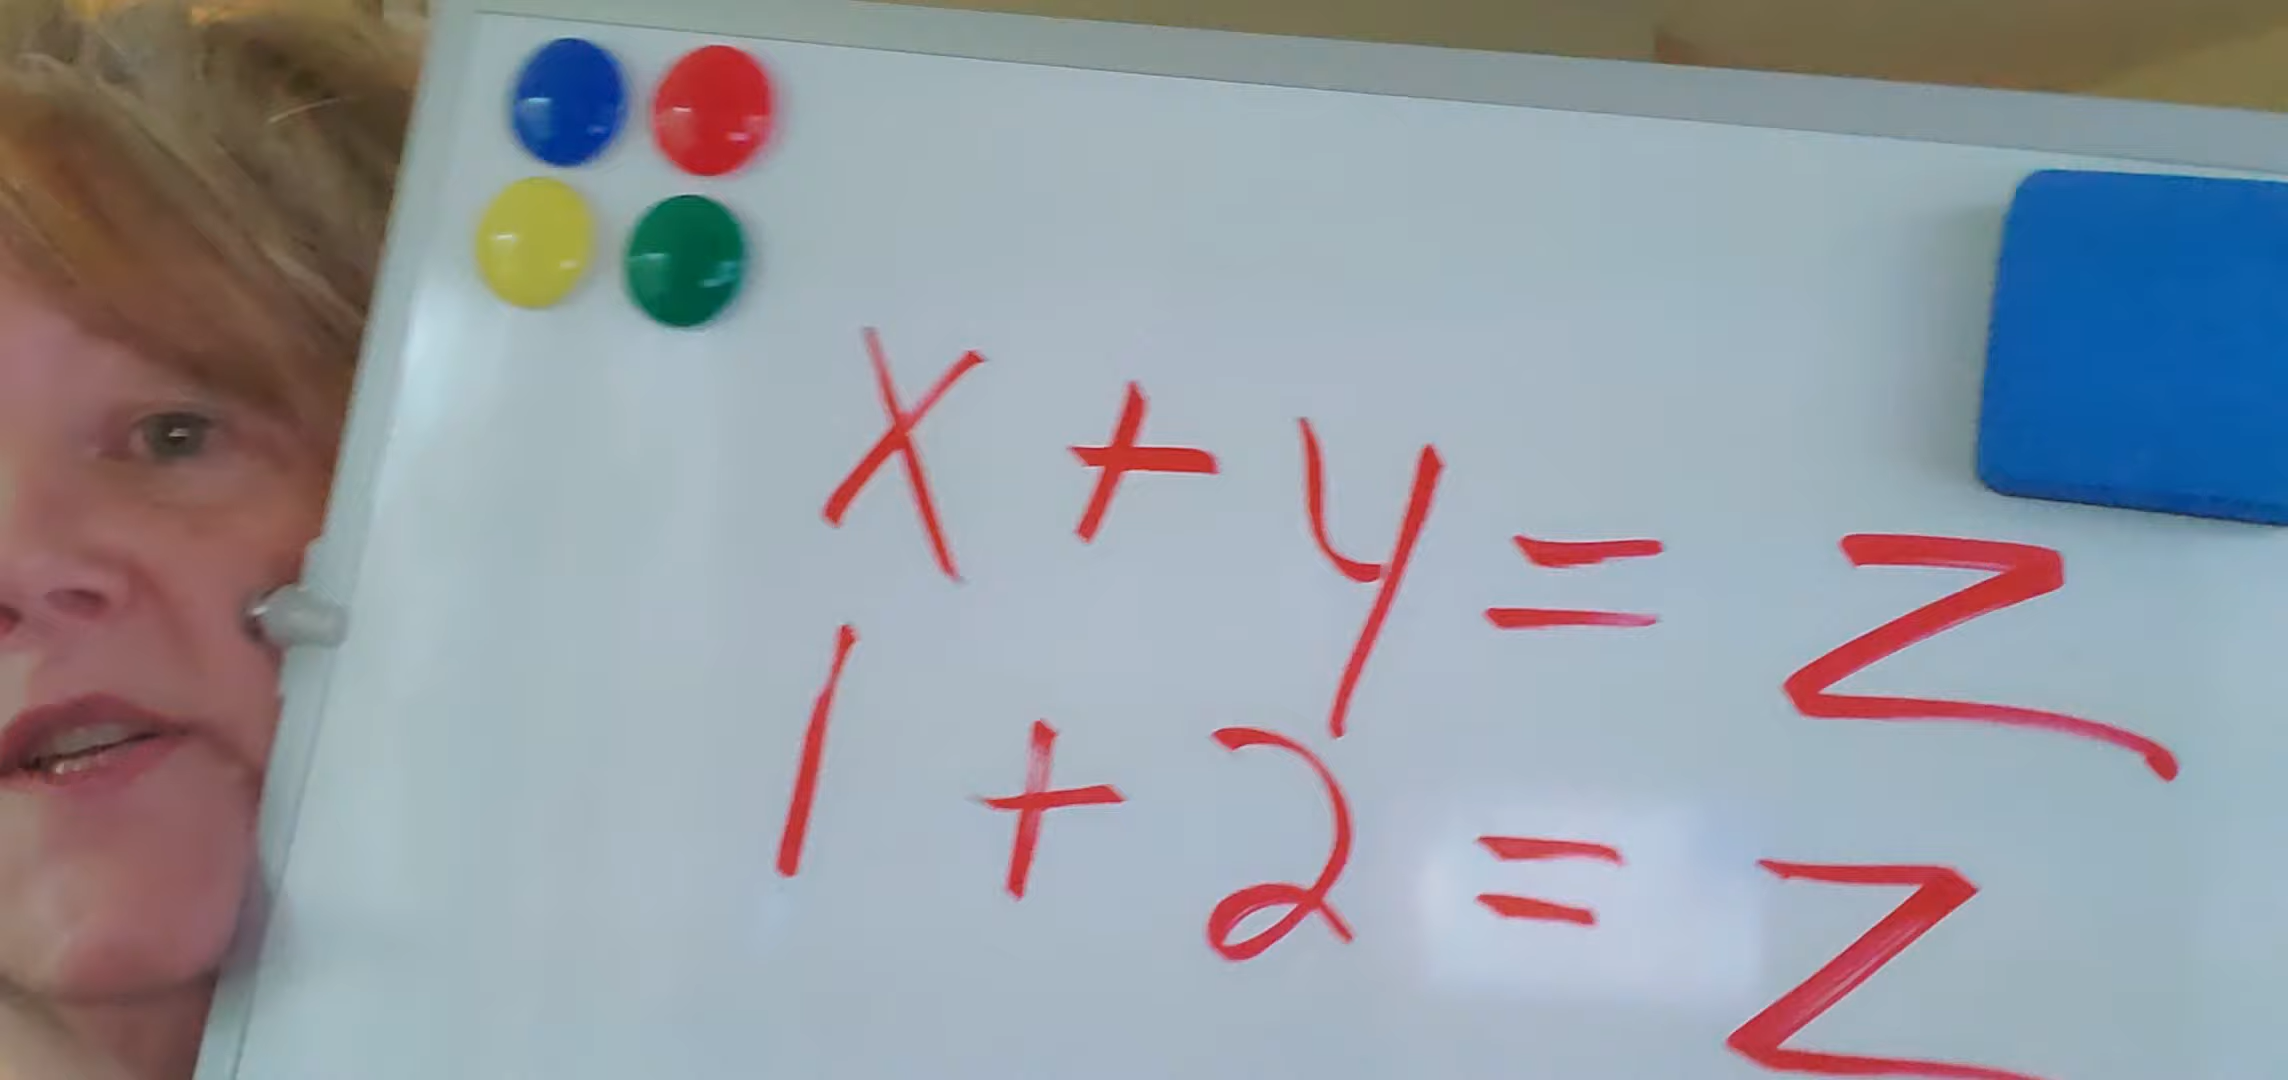 x + y = z
1 + 2 = z